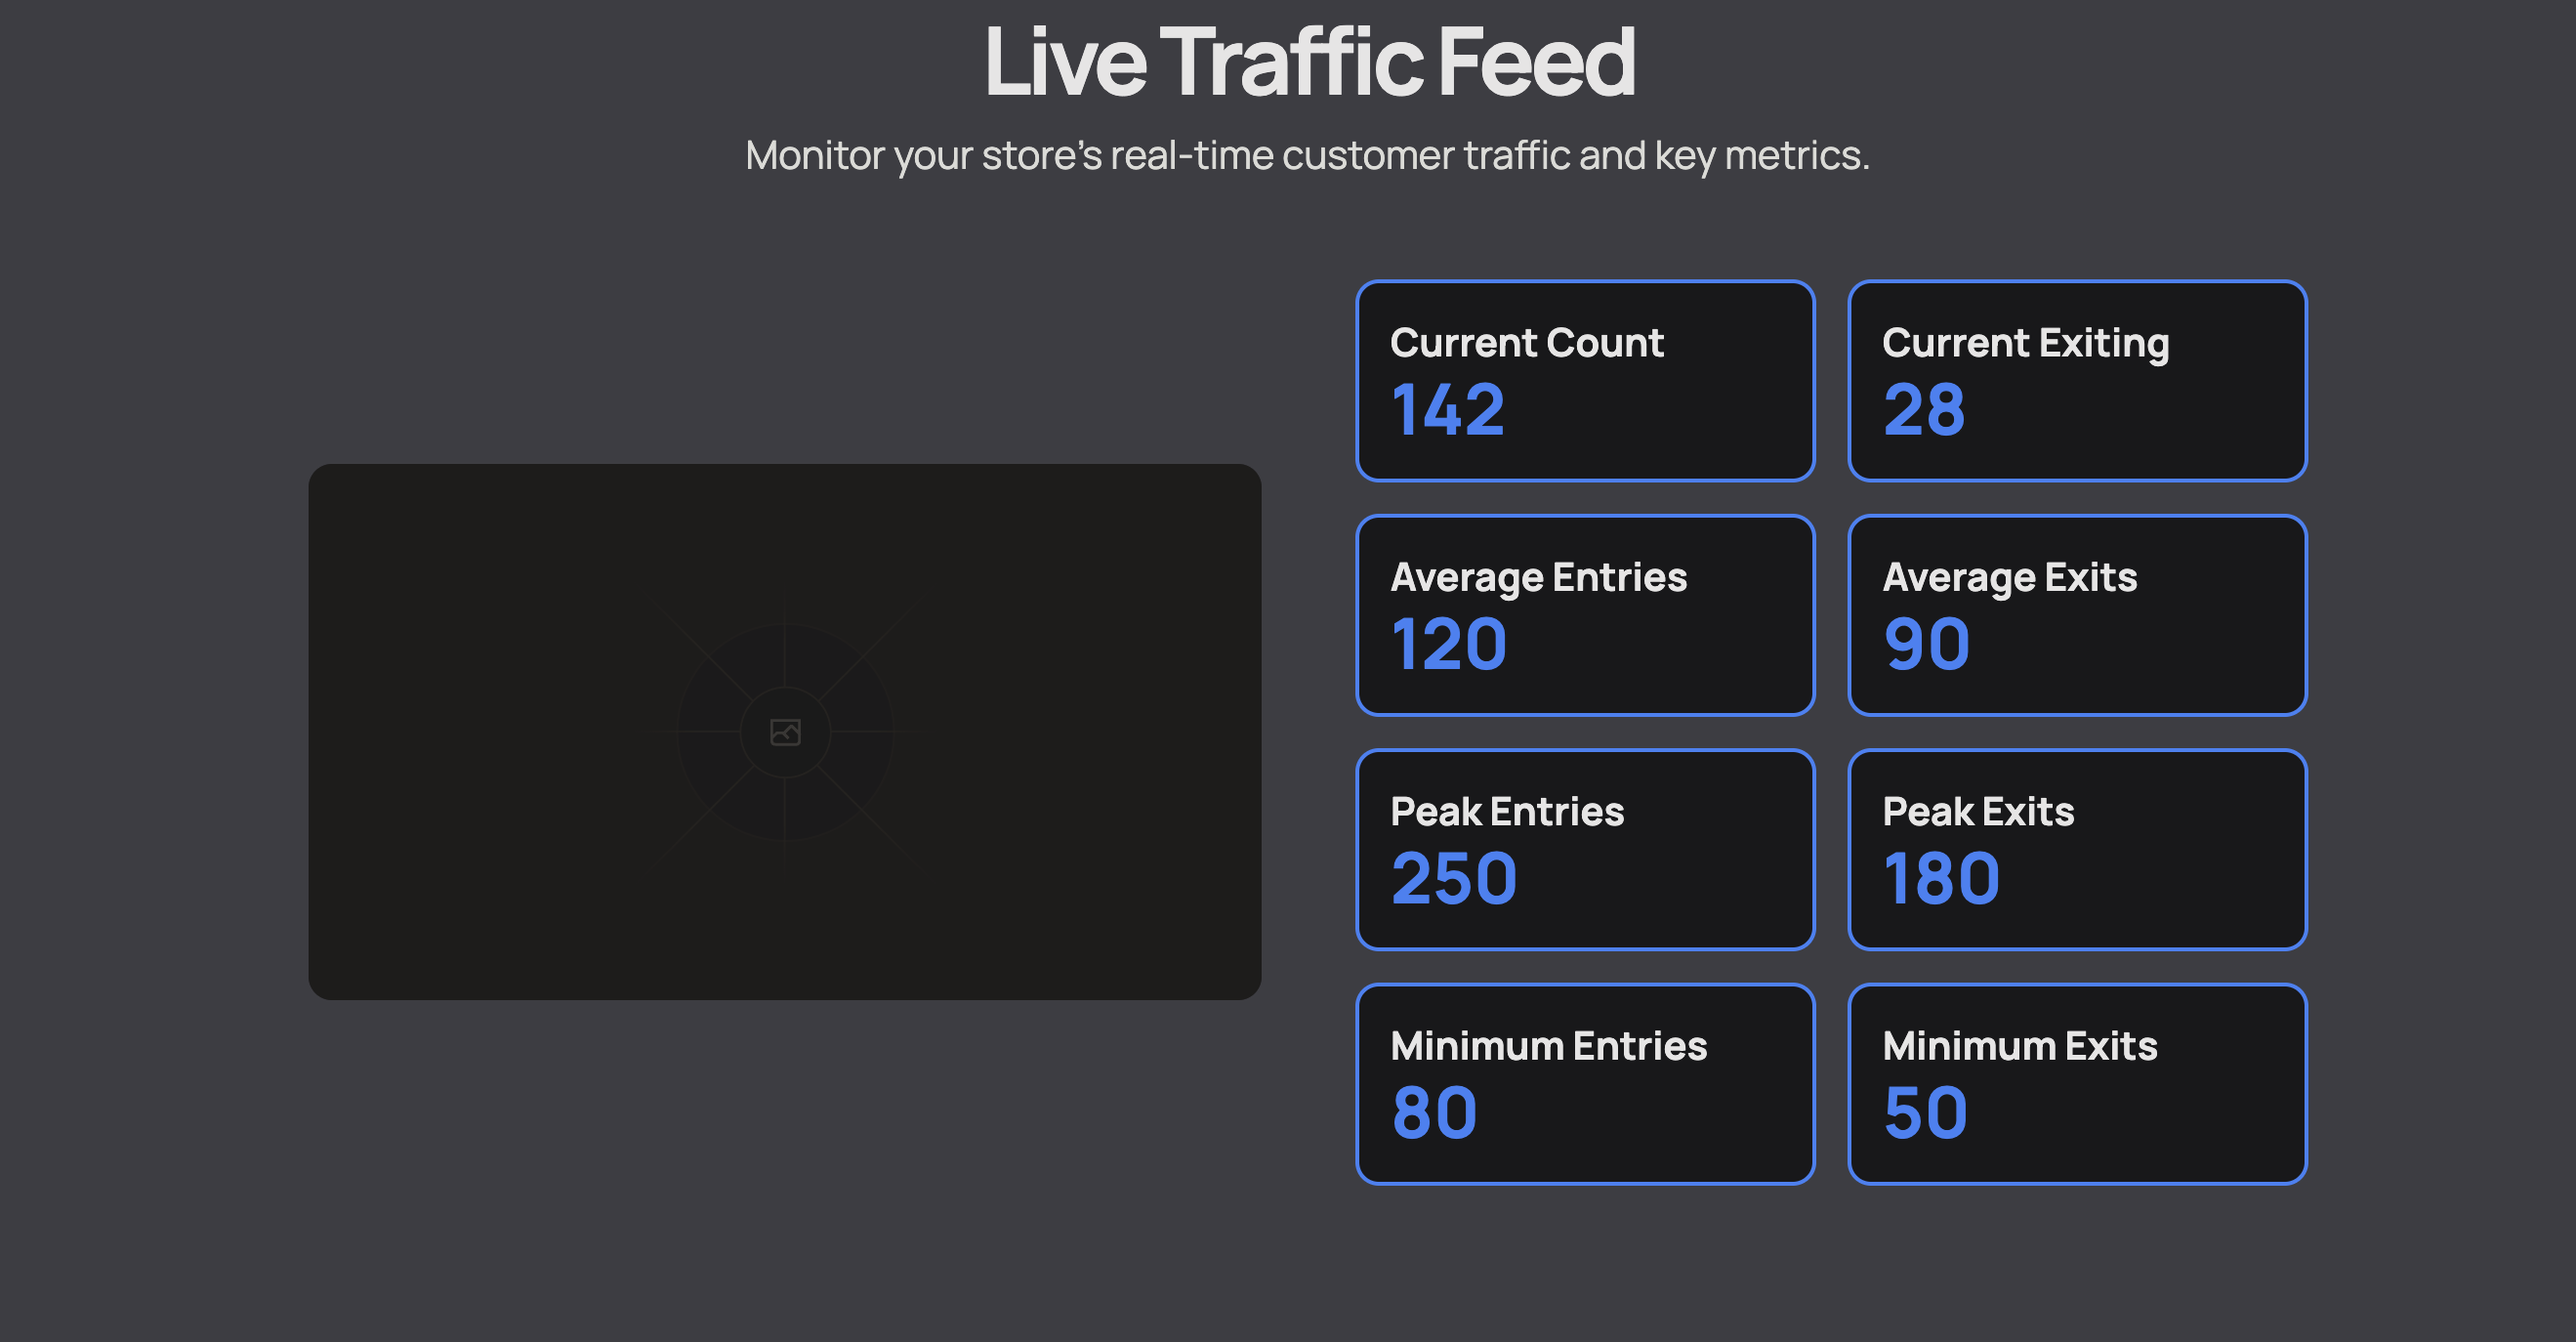 Live Traffic Feed
Monitor your store's real-time customer traffic and key metrics.
Current Count
142
Current Exiting
28
Average Entries
120
Average Exits
90
Peak Entries
250
Peak Exits
180
Minimum Entries
80
Minimum Exits
50